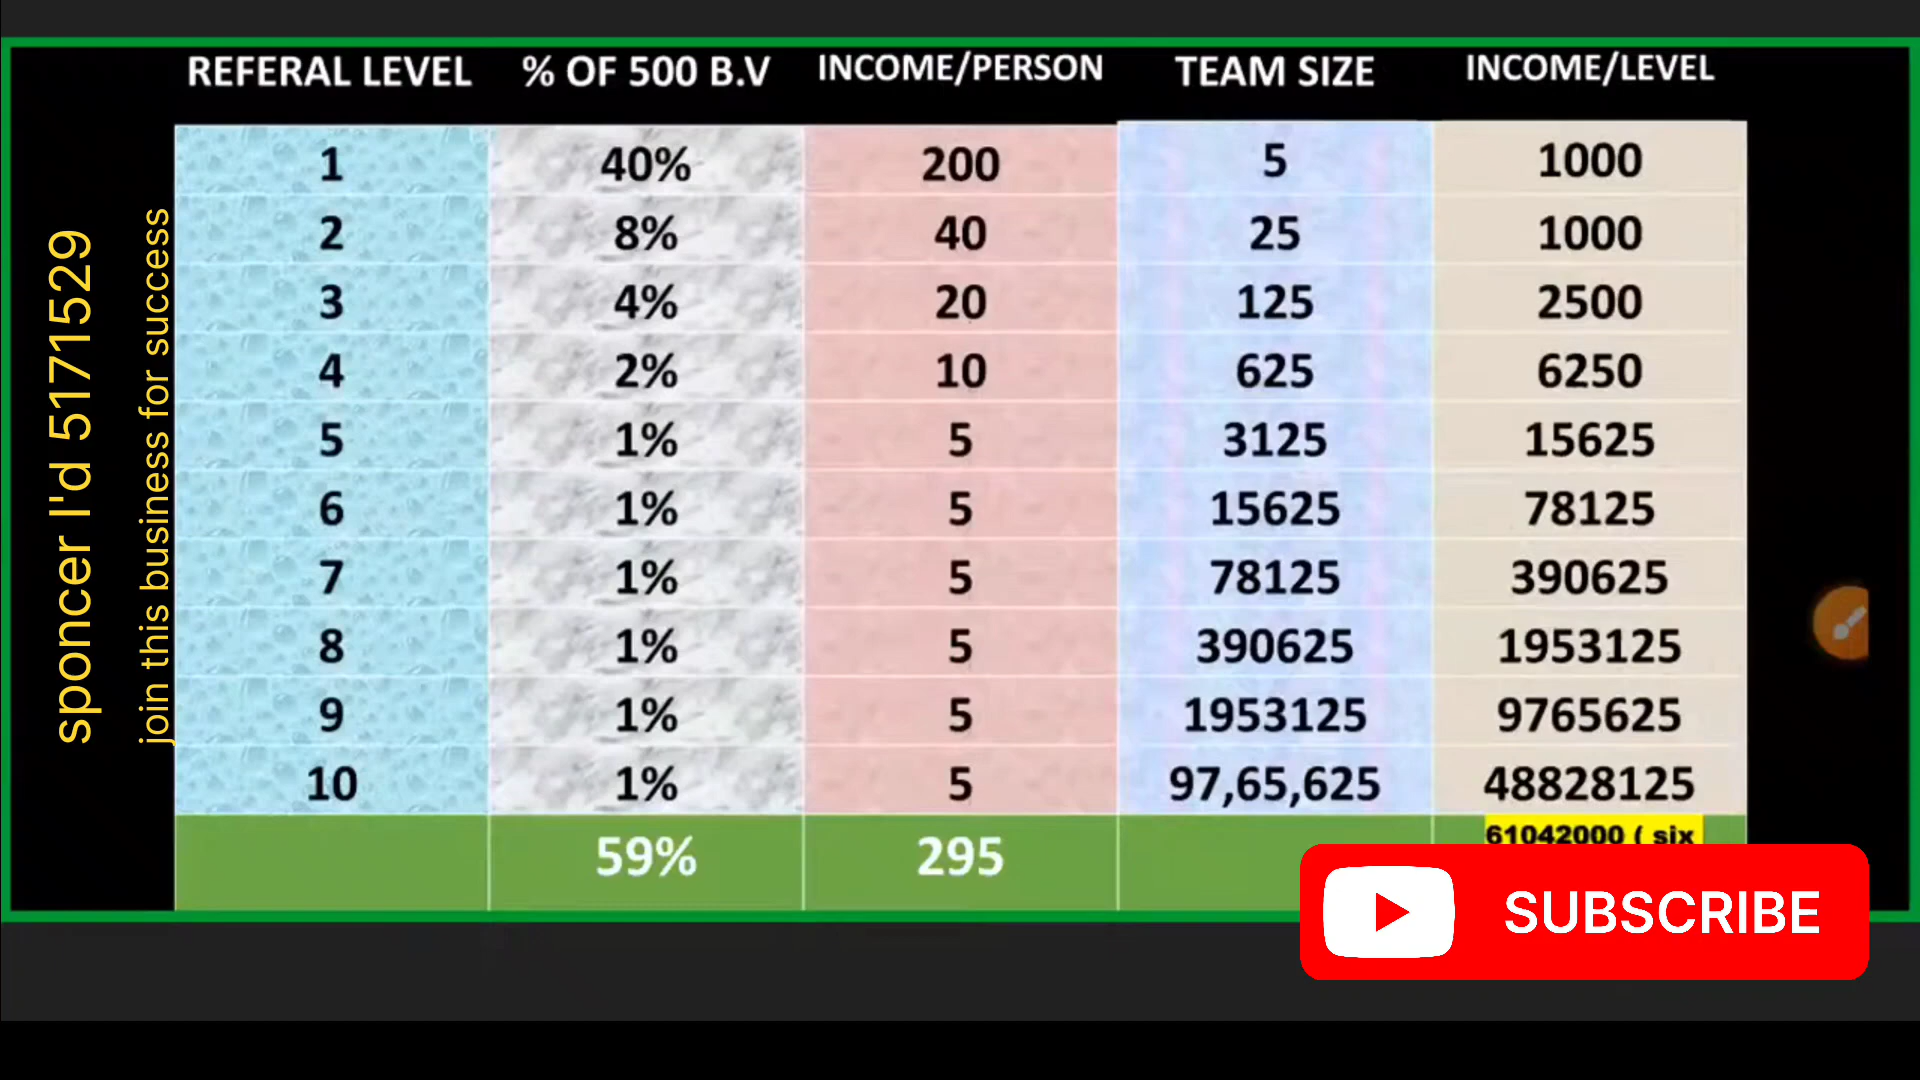 REFERAL LEVEL % OF 500 B.V INCOME/PERSON TEAM SIZE INCOME/LEVEL
1 40% 200 5 1000
2 8% 40 25 1000
3 4% 20 125 2500
4 2% 10 625 6250
5 1% 5 3125 15625
6 1% 5 15625 78125
7 1% 5 78125 390625
8 1% 5 390625 1953125
9 1% 5 1953125 9765625
10 1% 5 97,65,625 48828125
59% 295 61042000 ( six
sponcer I'd 5171529
join this business for success
SUBSCRIBE